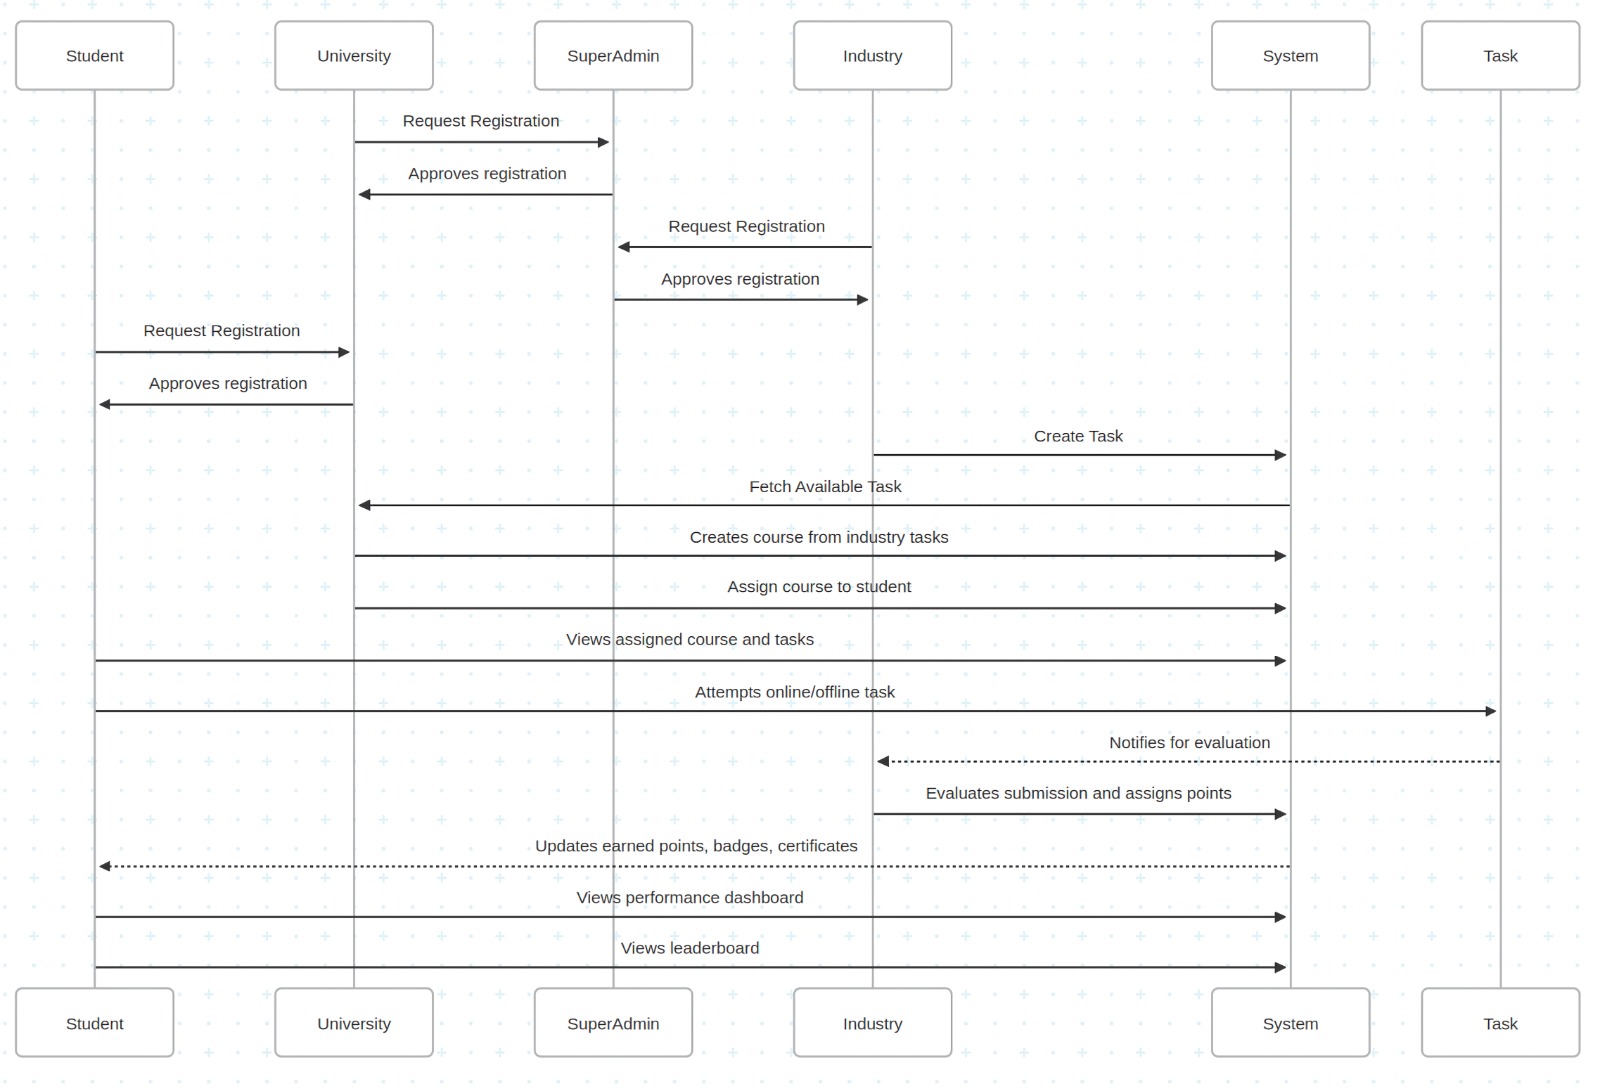 Student
University
SuperAdmin
Industry
System
Task
Request Registration
Approves registration
Request Registration
Approves registration
Request Registration
Approves registration
Create Task
Fetch Available Task
Creates course from industry tasks
Assign course to student
Views assigned course and tasks
Attempts online/offline task
Notifies for evaluation
Evaluates submission and assigns points
Updates earned points, badges, certificates
Views performance dashboard
Views leaderboard
Student
University
SuperAdmin
Industry
System
Task